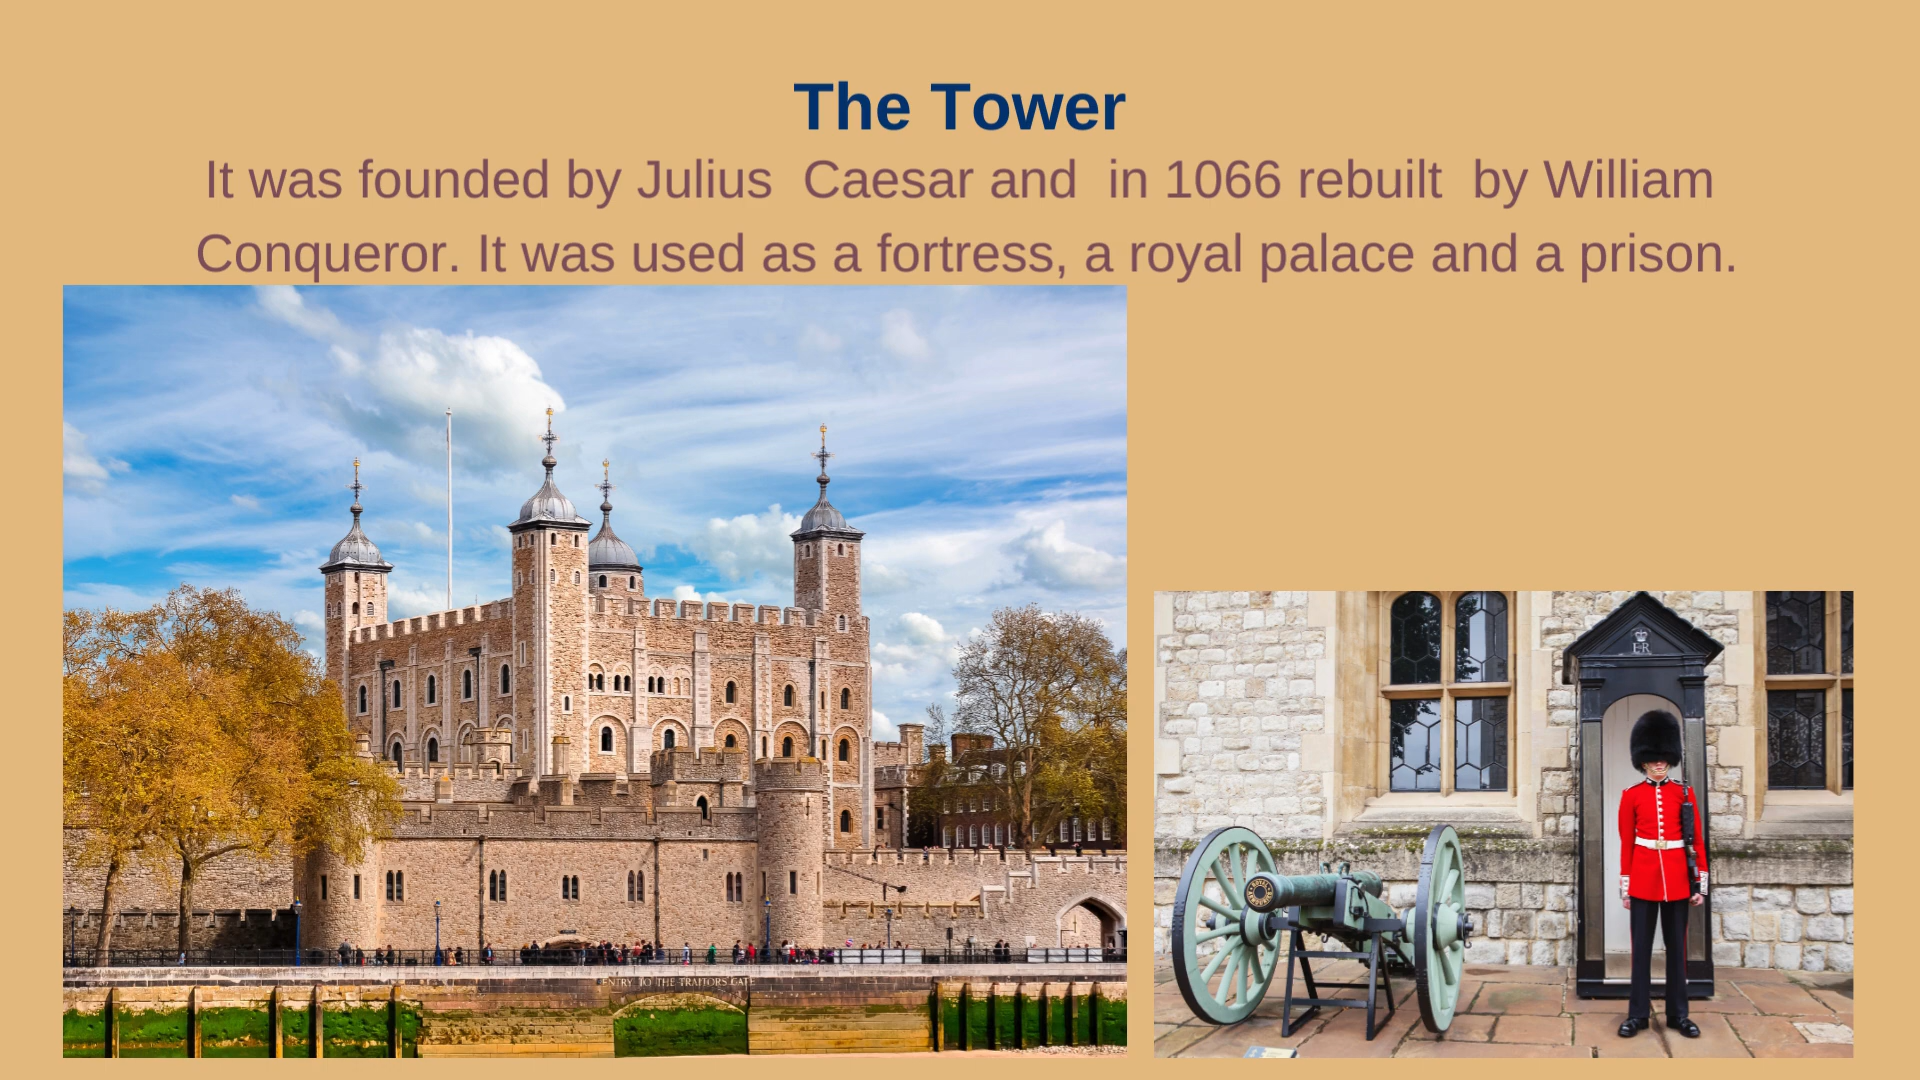 The Tower
It was founded by Julius  Caesar and  in 1066 rebuilt  by William
Conqueror. It was used as a fortress, a royal palace and a prison.
ENTRY TO THE TRAITORS GATE
ER